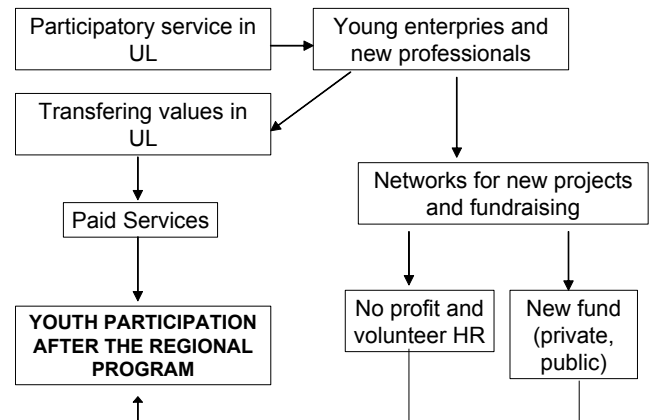 Participatory service in
UL
Young enterpries and
new professionals
Transfering values in
UL
Networks for new projects
and fundraising
Paid Services
No profit and
volunteer HR
New fund
(private,
public)
YOUTH PARTICIPATION
AFTER THE REGIONAL
PROGRAM